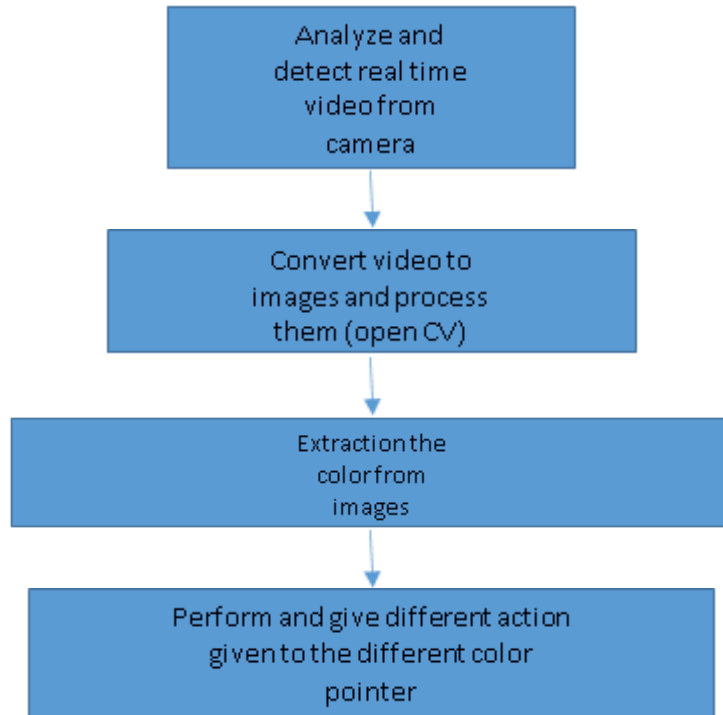 Analyze and
detect real time
video from
camera
Convert video to
images and process
them (open CV)
Extraction the
color from
images
Perform and give different action
given to the different color
pointer